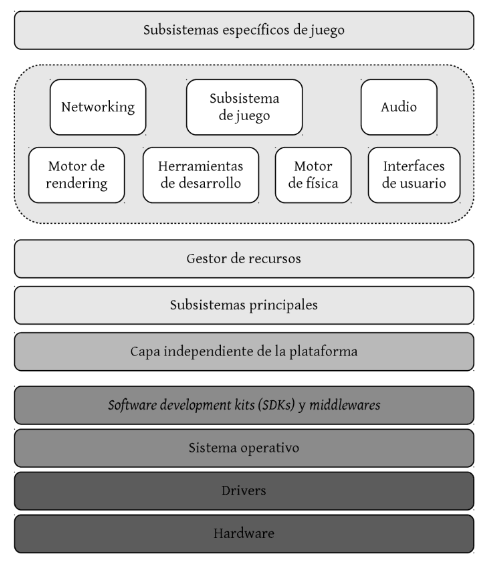 Subsistemas específicos de juego
Networking
Subsistema
de juego
Audio
Motor de
rendering
Herramientas
de desarrollo
Motor
de física
Interfaces
de usuario
Gestor de recursos
Subsistemas principales
Capa independiente de la plataforma
Software development kits (SDKs) y middlewares
Sistema operativo
Drivers
Hardware